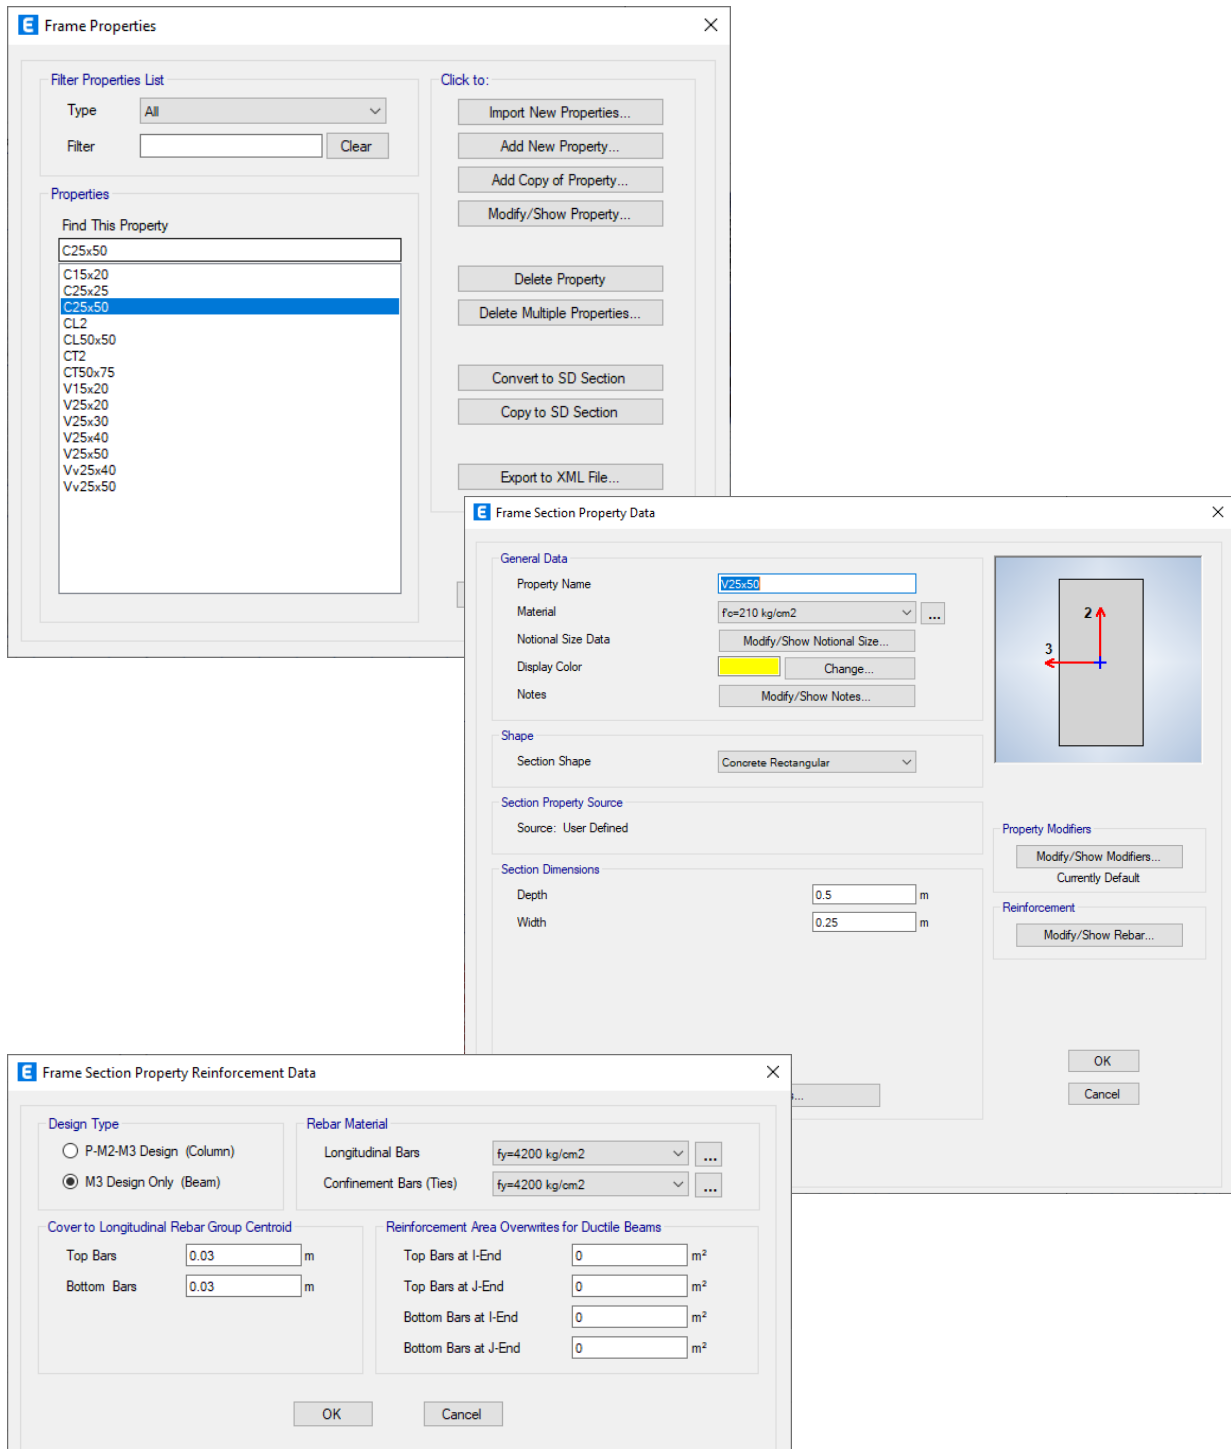 E Frame Properties
Filter Properties List
Type All
Filter Clear
Properties
Find This Property
C25x50
C15x20
C25x25
C25x50
CL2
CL50x50
CT2
CT50x75
V15x20
V25x20
V25x30
V25x40
V25x50
Vv25x40
Vv25x50
Click to:
Import New Properties...
Add New Property...
Add Copy of Property...
Modify/Show Property...
Delete Property
Delete Multiple Properties...
Convert to SD Section
Copy to SD Section
Export to XML File...
E Frame Section Property Data
General Data
Property Name V25x50
Material f'c=210 kg/cm2 ...
Notional Size Data Modify/Show Notional Size...
Display Color Change...
Notes Modify/Show Notes...
2
3
Shape
Section Shape Concrete Rectangular
Section Property Source
Source: User Defined
Section Dimensions
Depth 0.5 m
Width 0.25 m
Property Modifiers
Modify/Show Modifiers...
Currently Default
Reinforcement
Modify/Show Rebar...
OK
Cancel
E Frame Section Property Reinforcement Data
Design Type
P-M2-M3 Design (Column)
M3 Design Only (Beam)
Rebar Material
Longitudinal Bars fy=4200 kg/cm2 ...
Confinement Bars (Ties) fy=4200 kg/cm2 ...
Cover to Longitudinal Rebar Group Centroid
Top Bars 0.03 m
Bottom Bars 0.03 m
Reinforcement Area Overwrites for Ductile Beams
Top Bars at I-End 0 m²
Top Bars at J-End 0 m²
Bottom Bars at I-End 0 m²
Bottom Bars at J-End 0 m²
OK Cancel